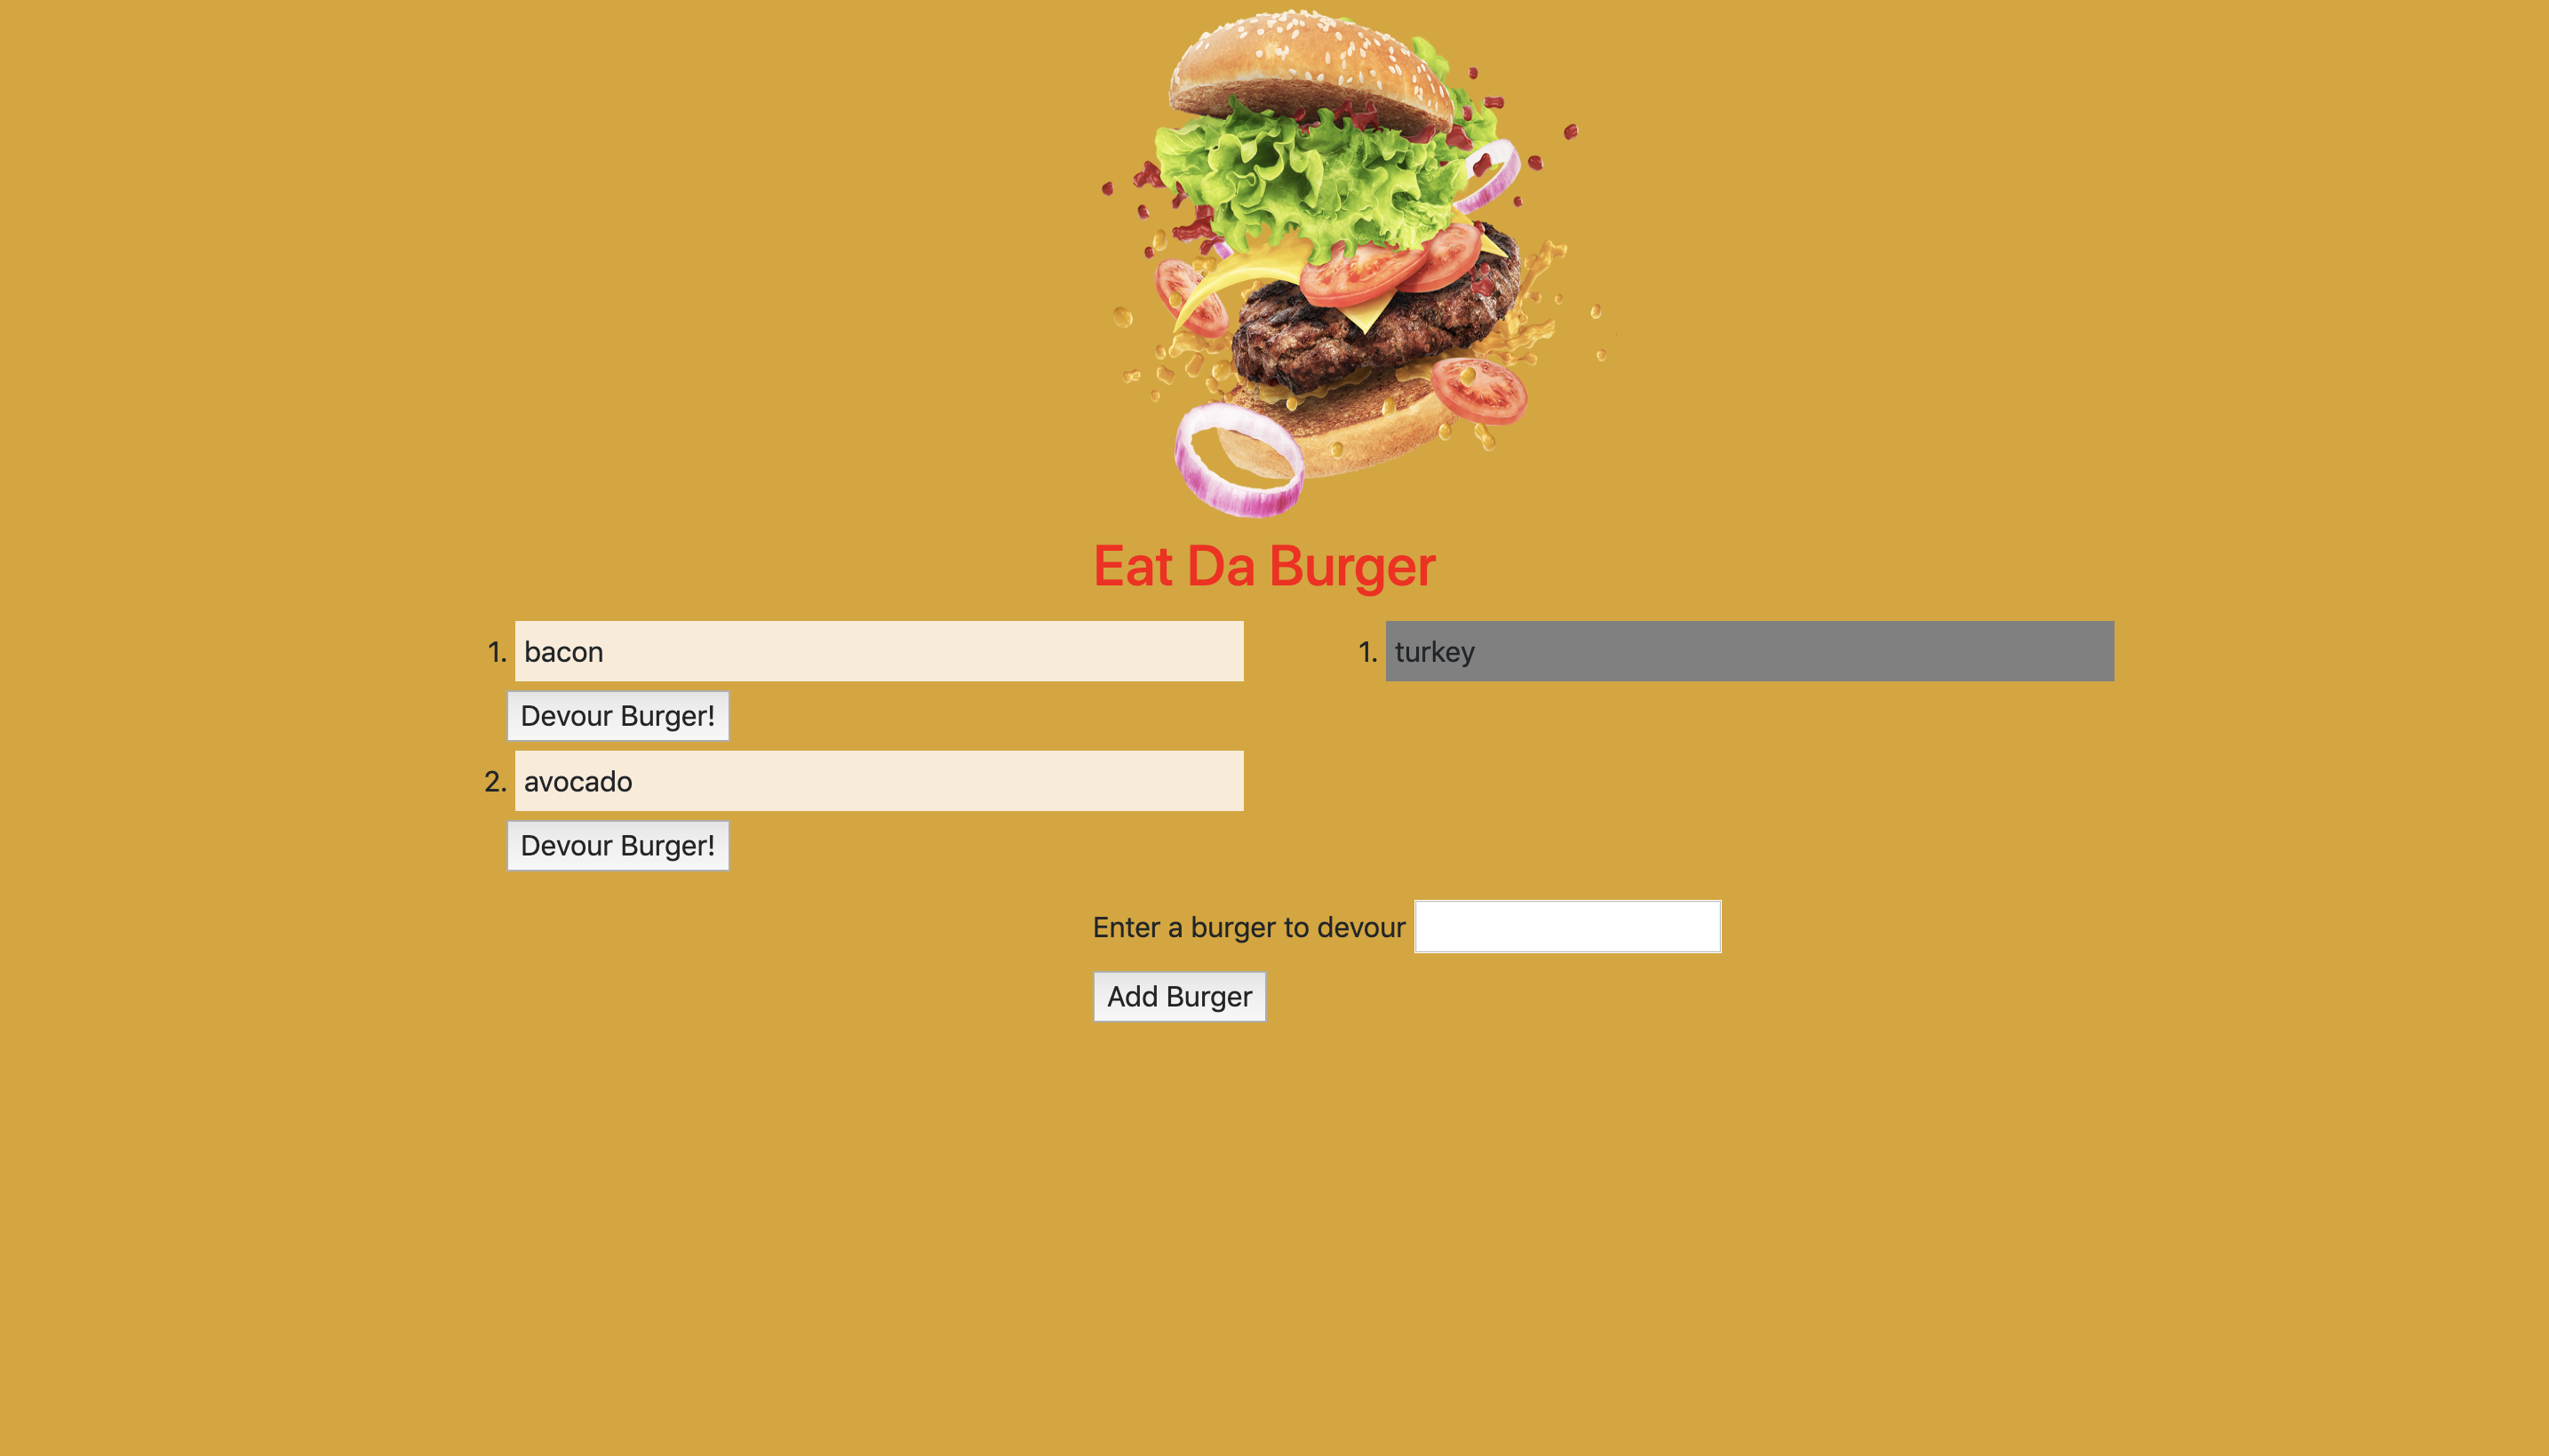 Eat Da Burger
1. bacon
Devour Burger!
2. avocado
Devour Burger!
1. turkey
Enter a burger to devour
Add Burger